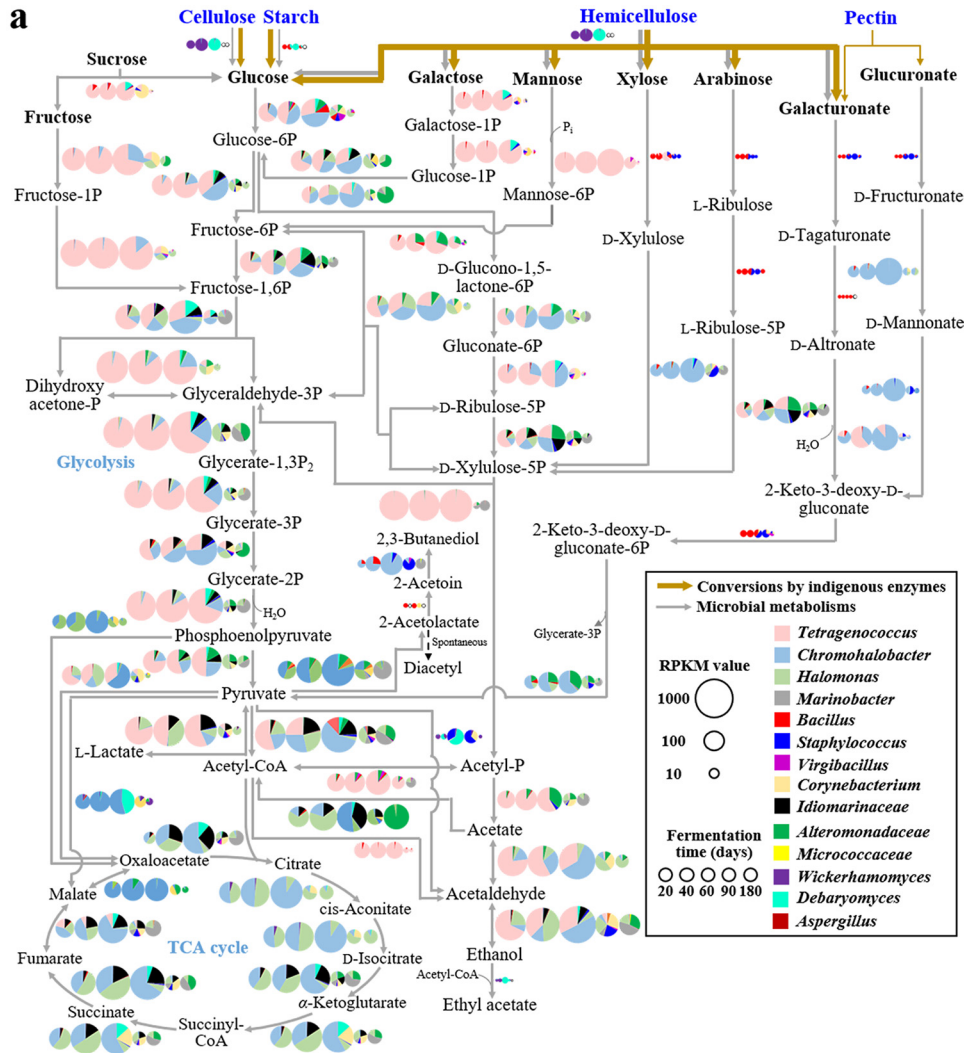 a
Cellulose Starch
Hemicellulose
Pectin
Sucrose
Glucose
Galactose
Mannose
Xylose
Arabinose
Glucuronate
Fructose
Galacturonate
Galactose-1P
Pi
Glucose-6P
Glucose-1P
Mannose-6P
Fructose-1P
L-Ribulose
D-Fructuronate
Fructose-6P
D-Xylulose
D-Tagaturonate
D-Glucono-1,5-
lactone-6P
Fructose-1,6P
L-Ribulose-5P
D-Mannonate
Gluconate-6P
D-Altronate
Dihydroxy
acetone-P
Glyceraldehyde-3P
D-Ribulose-5P
H2O
Glycolysis
Glycerate-1,3P2
D-Xylulose-5P
2-Keto-3-deoxy-D-
gluconate
Glycerate-3P
2,3-Butanediol
2-Keto-3-deoxy-D-
gluconate-6P
Glycerate-2P
2-Acetoin
H2O
2-Acetolactate
Phosphoenolpyruvate
Spontaneous
Glycerate-3P
Diacetyl
Pyruvate
L-Lactate
Acetyl-CoA
Acetyl-P
Acetate
Oxaloacetate
Citrate
Malate
Acetaldehyde
cis-Aconitate
TCA cycle
Fumarate
D-Isocitrate
Ethanol
Acetyl-CoA
α-Ketoglutarate
Ethyl acetate
Succinate
Succinyl-
CoA
Conversions by indigenous enzymes
Microbial metabolisms
RPKM value
1000
100
10
Fermentation
time (days)
20 40 60 90 180
Tetragenococcus
Chromohalobacter
Halomonas
Marinobacter
Bacillus
Staphylococcus
Virgibacillus
Corynebacterium
Idiomarinaceae
Alteromonadaceae
Micrococcaceae
Wickerhamomyces
Debaryomyces
Aspergillus